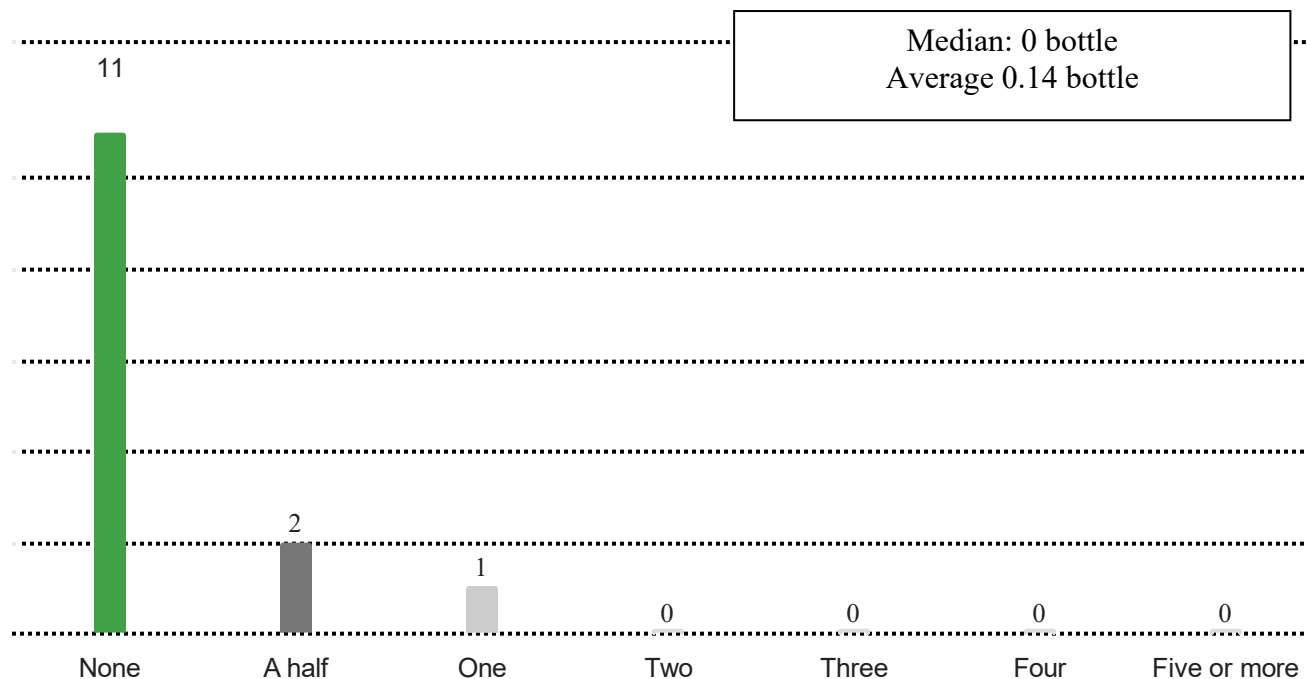 Median: 0 bottle
Average 0.14 bottle
11
2
1
0
0
0
0
None
A half
One
Two
Three
Four
Five or more